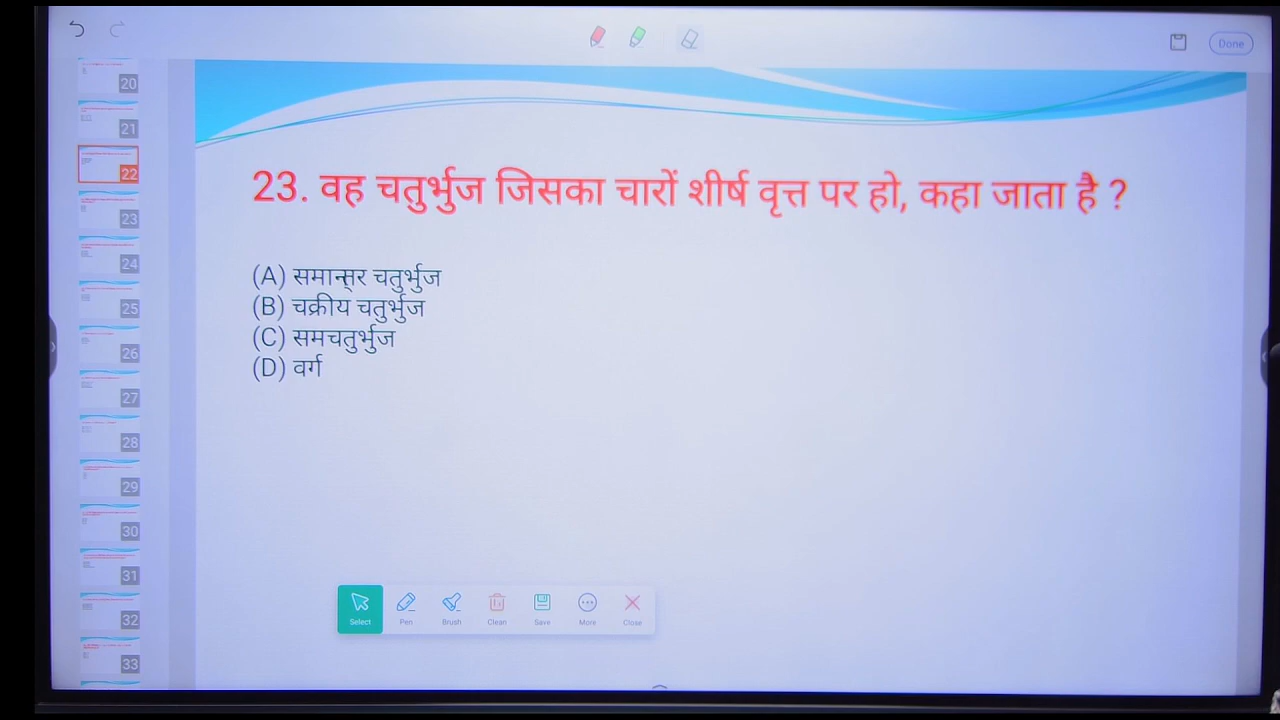 Done
20
21
22
23
24
25
26
27
28
29
30
31
32
33
23. वह चतुर्भुज जिसका चारों शीर्ष वृत्त पर हो, कहा जाता है ?
(A) समान्स्र चतुर्भुज
(B) चक्रीय चतुर्भुज
(C) समचतुर्भुज
(D) वर्ग
Select Pen Brush Clean Save More Close